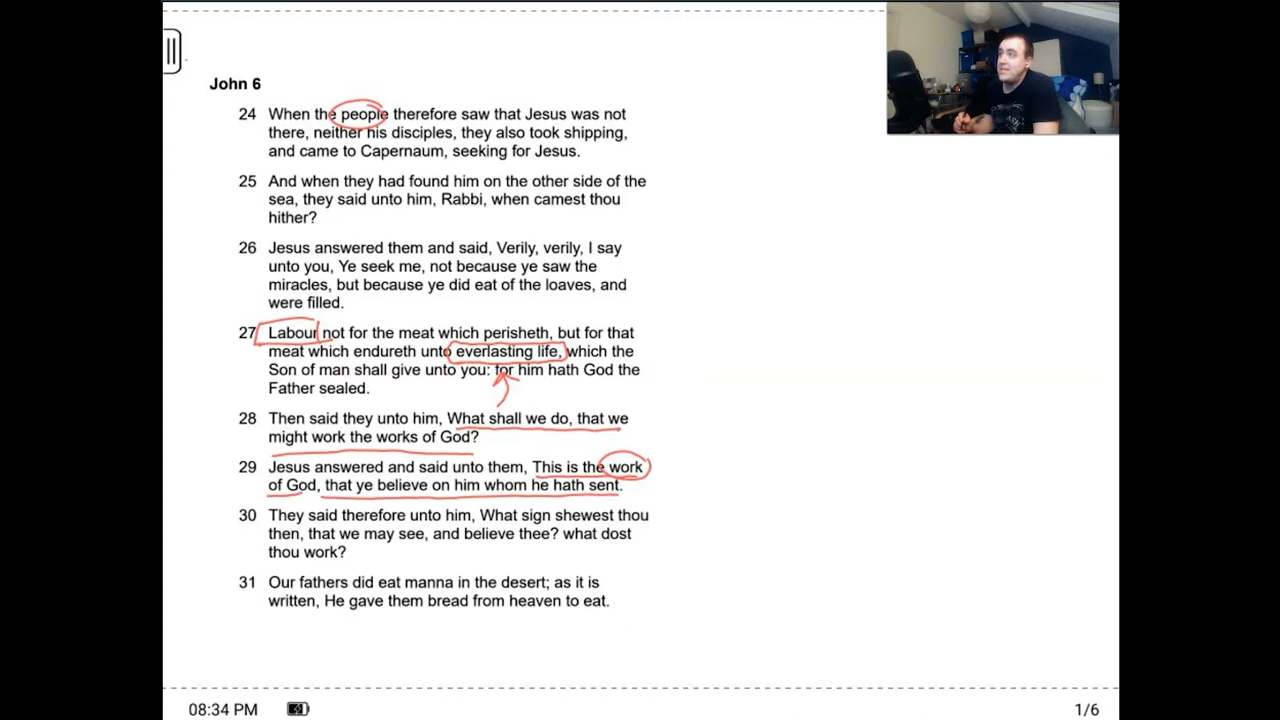 John 6
24 When the people therefore saw that Jesus was not
there, neither his disciples, they also took shipping,
and came to Capernaum, seeking for Jesus.
25 And when they had found him on the other side of the
sea, they said unto him, Rabbi, when camest thou
hither?
26 Jesus answered them and said, Verily, verily, I say
unto you, Ye seek me, not because ye saw the
miracles, but because ye did eat of the loaves, and
were filled.
27 Labour not for the meat which perisheth, but for that
meat which endureth unto everlasting life, which the
Son of man shall give unto you: for him hath God the
Father sealed.
28 Then said they unto him, What shall we do, that we
might work the works of God?
29 Jesus answered and said unto them, This is the work
of God, that ye believe on him whom he hath sent.
30 They said therefore unto him, What sign shewest thou
then, that we may see, and believe thee? what dost
thou work?
31 Our fathers did eat manna in the desert; as it is
written, He gave them bread from heaven to eat.
08:34 PM
1/6